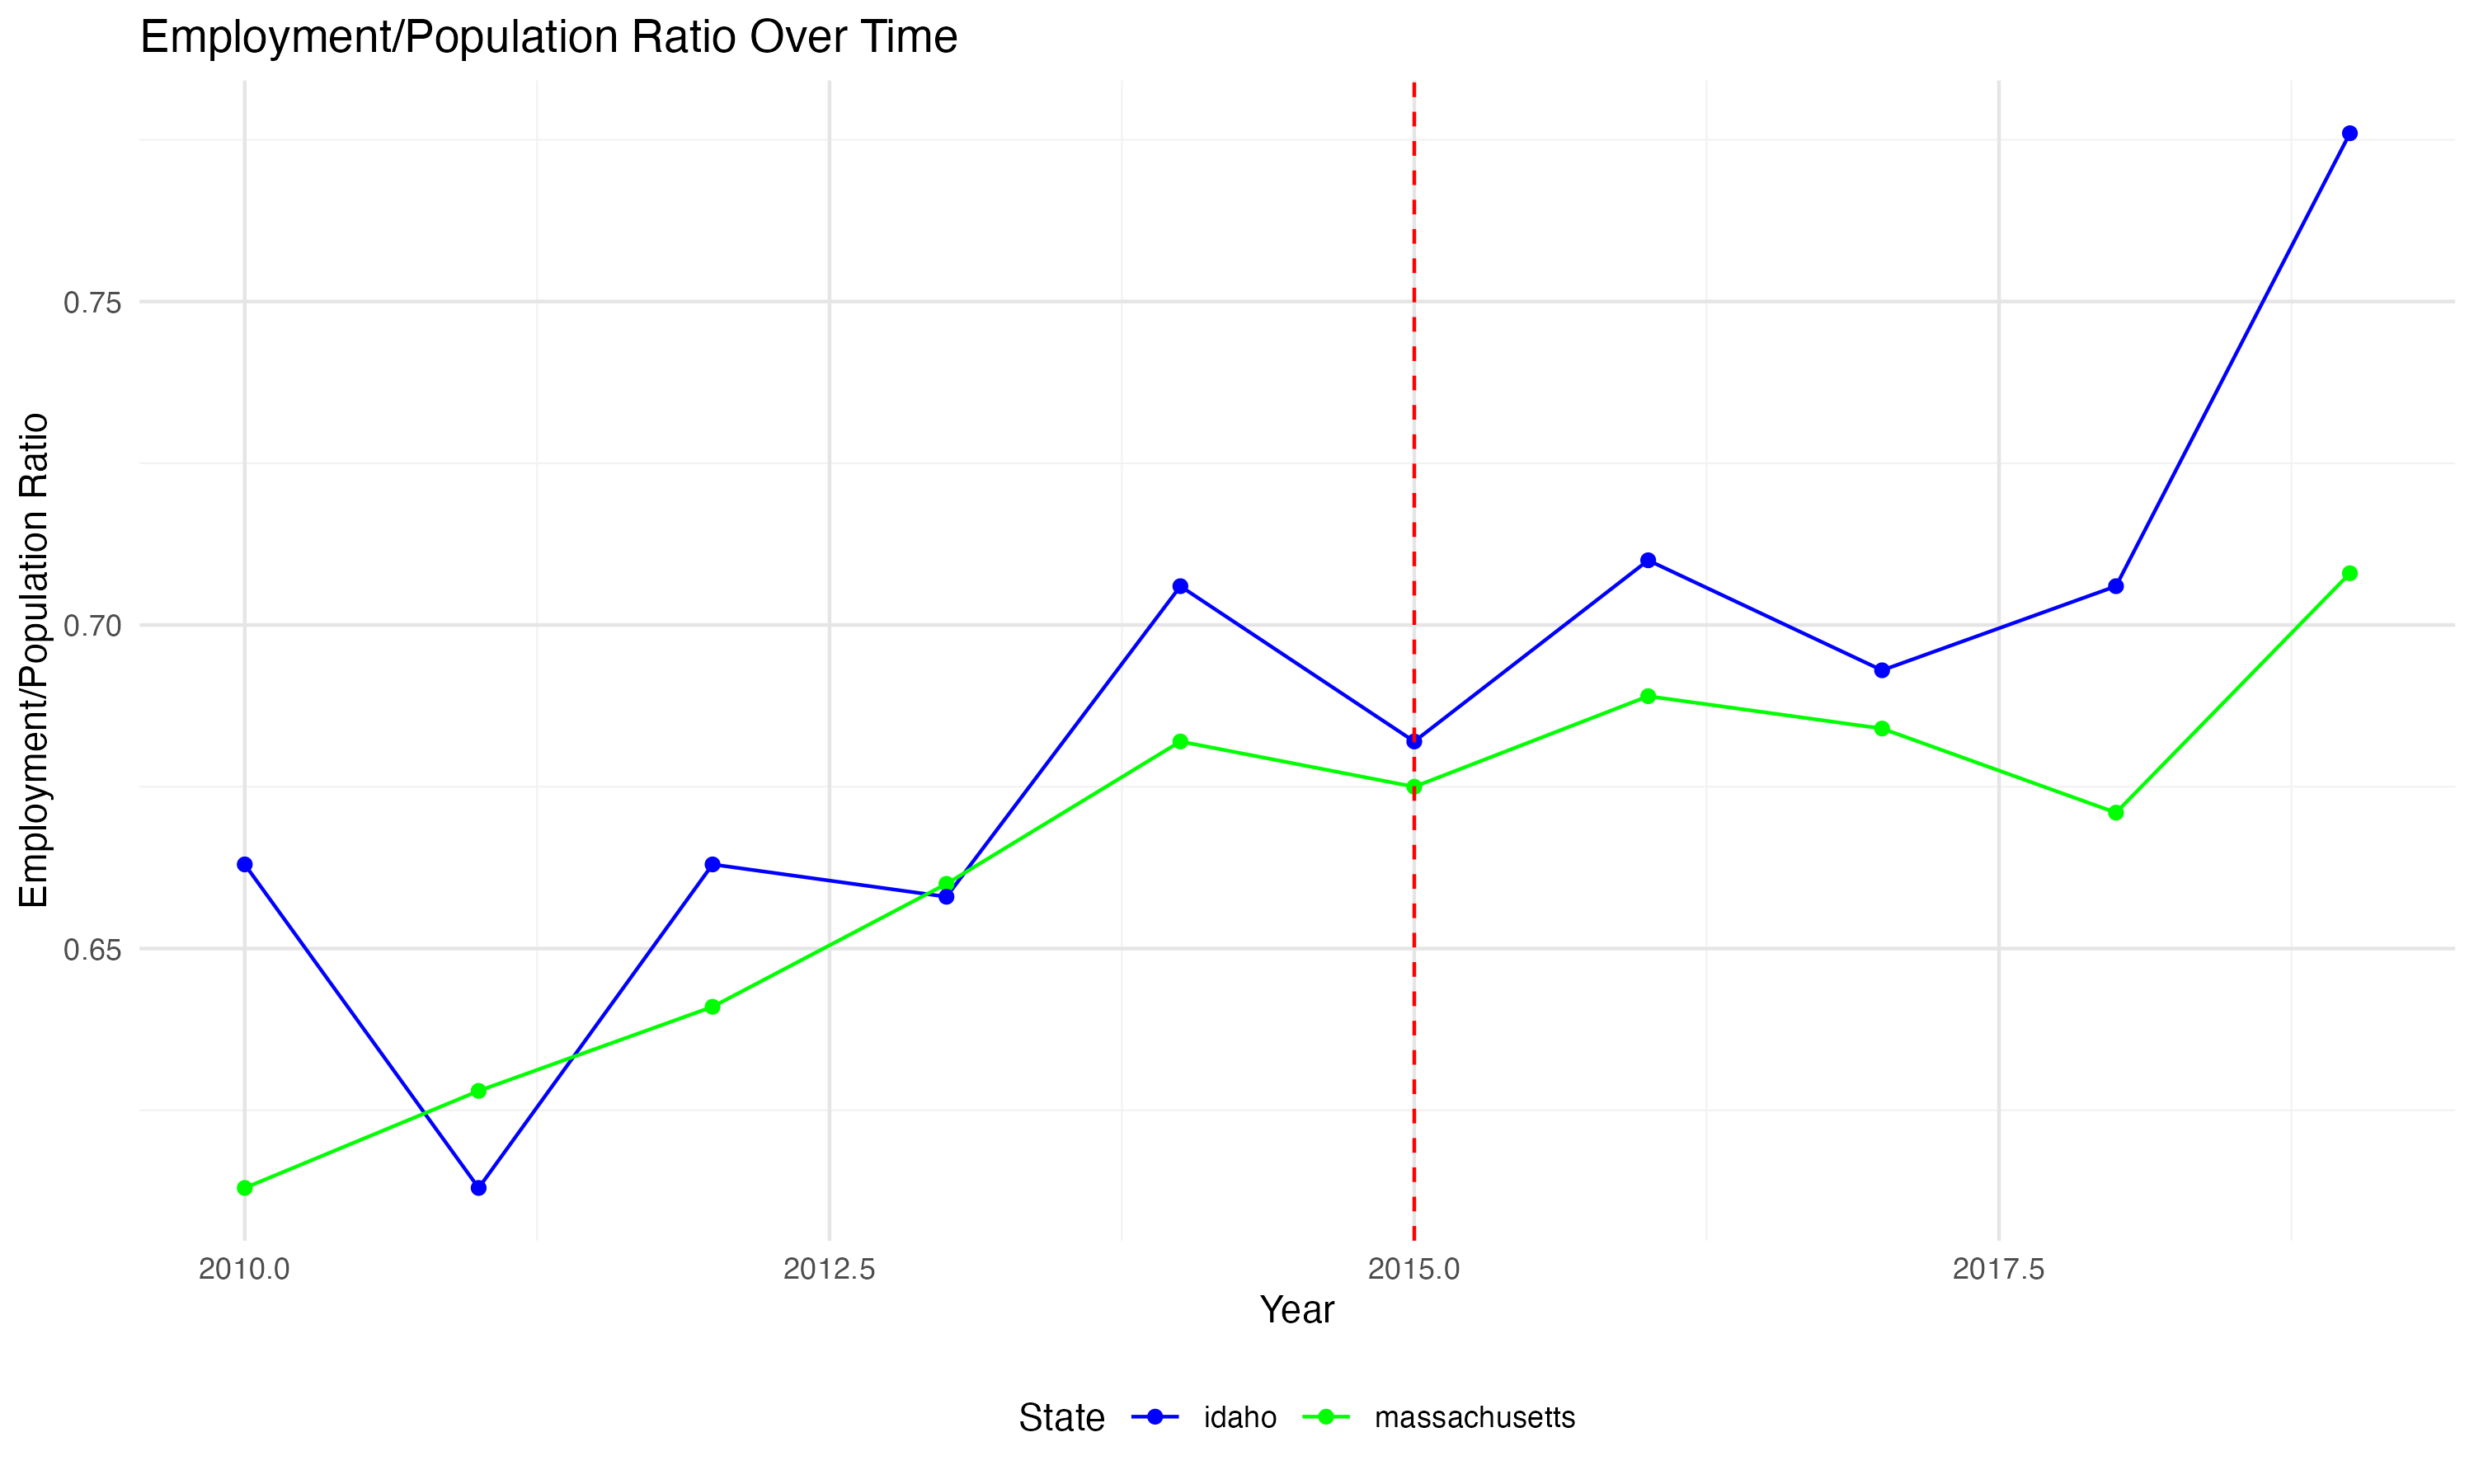 Employment/Population Ratio Over Time
Employment/Population Ratio
0.75
0.70
0.65
2010.0 2012.5 2015.0 2017.5
Year
State idaho massachusetts